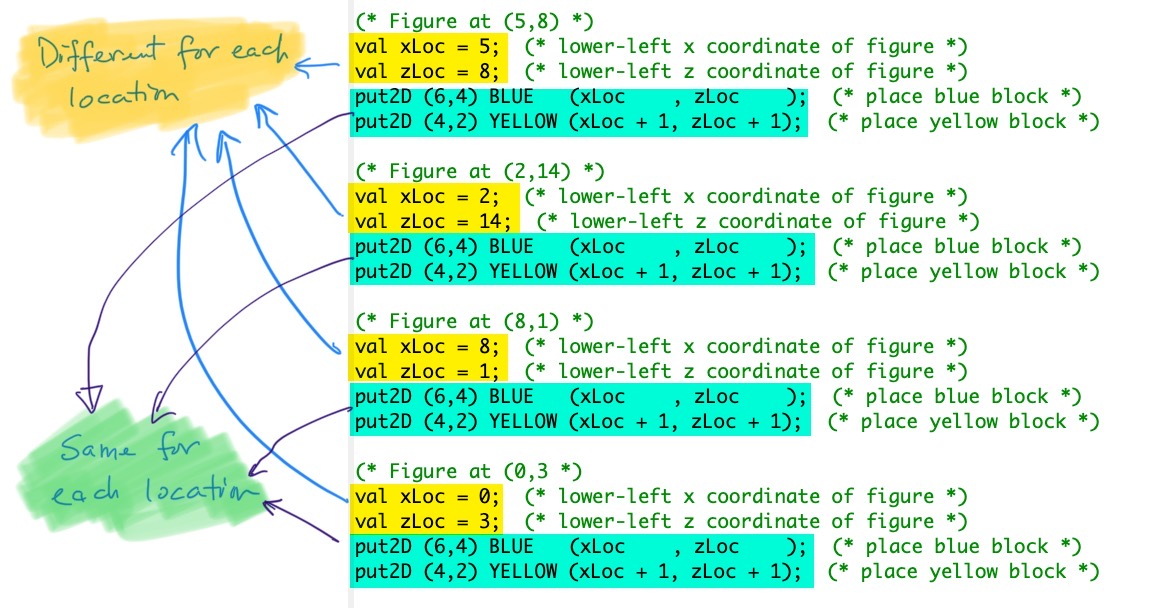 Different for each
location
(* Figure at (5,8) *)
val xLoc = 5;  (* lower-left x coordinate of figure *)
val zLoc = 8;  (* lower-left z coordinate of figure *)
put2D (6,4) BLUE   (xLoc    , zLoc    );  (* place blue block *)
put2D (4,2) YELLOW (xLoc + 1, zLoc + 1);  (* place yellow block *)
(* Figure at (2,14) *)
val xLoc = 2;  (* lower-left x coordinate of figure *)
val zLoc = 14;  (* lower-left z coordinate of figure *)
put2D (6,4) BLUE   (xLoc    , zLoc    );  (* place blue block *)
put2D (4,2) YELLOW (xLoc + 1, zLoc + 1);  (* place yellow block *)
(* Figure at (8,1) *)
val xLoc = 8;  (* lower-left x coordinate of figure *)
val zLoc = 1;  (* lower-left z coordinate of figure *)
put2D (6,4) BLUE   (xLoc    , zLoc    );  (* place blue block *)
put2D (4,2) YELLOW (xLoc + 1, zLoc + 1);  (* place yellow block *)
Same for
each location
(* Figure at (0,3 *)
val xLoc = 0;  (* lower-left x coordinate of figure *)
val zLoc = 3;  (* lower-left z coordinate of figure *)
put2D (6,4) BLUE   (xLoc    , zLoc    );  (* place blue block *)
put2D (4,2) YELLOW (xLoc + 1, zLoc + 1);  (* place yellow block *)